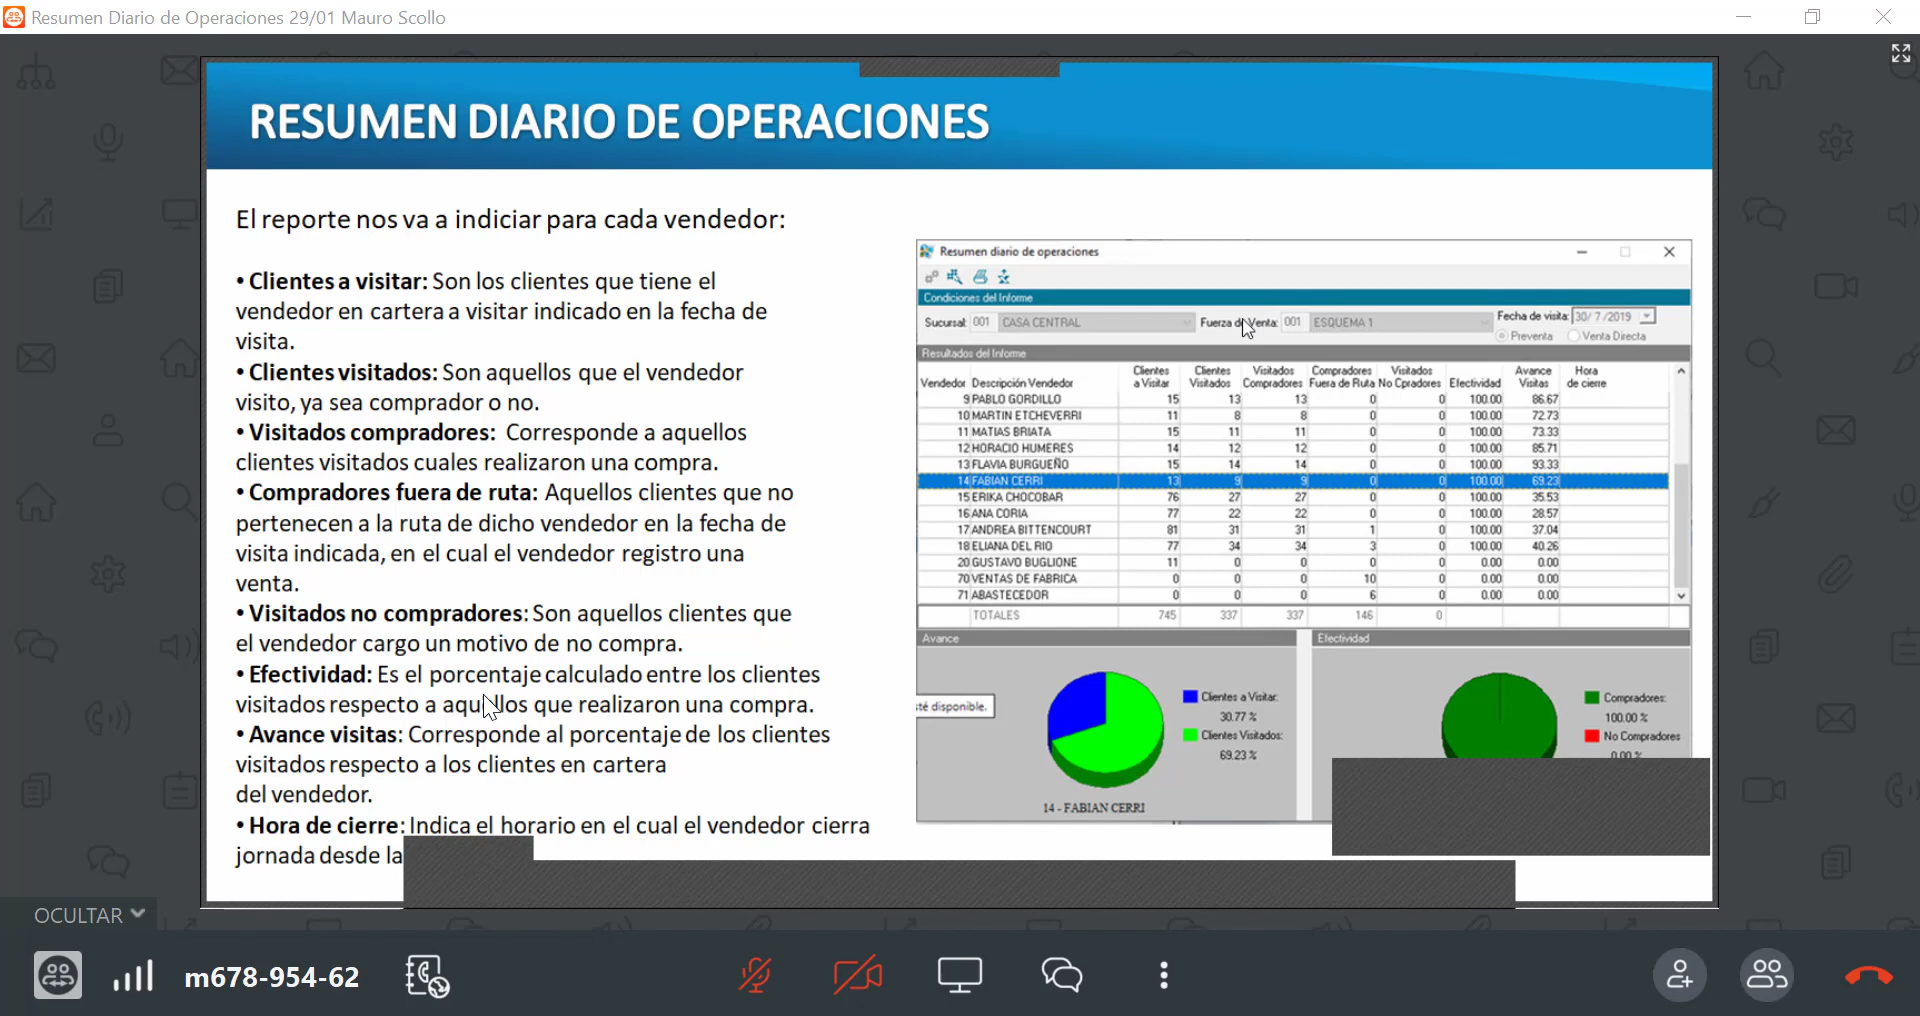 Resumen Diario de Operaciones 29/01 Mauro Scollo
RESUMEN DIARIO DE OPERACIONES
El reporte nos va a indiciar para cada vendedor:
• Clientes a visitar: Son los clientes que tiene el
vendedor en cartera a visitar indicado en la fecha de
visita.
• Clientes visitados: Son aquellos que el vendedor
visito, ya sea comprador o no.
• Visitados compradores: Corresponde a aquellos
clientes visitados cuales realizaron una compra.
• Compradores fuera de ruta: Aquellos clientes que no
pertenecen a la ruta de dicho vendedor en la fecha de
visita indicada, en el cual el vendedor registro una
venta.
• Visitados no compradores: Son aquellos clientes que
el vendedor cargo un motivo de no compra.
• Efectividad: Es el porcentaje calculado entre los clientes
visitados respecto a aquellos que realizaron una compra.
• Avance visitas: Corresponde al porcentaje de los clientes
visitados respecto a los clientes en cartera
del vendedor.
• Hora de cierre: Indica el horario en el cual el vendedor cierra
jornada desde la
Resumen diario de operaciones
Condiciones del Informe
Sucursal: 001 CASA CENTRAL Fuerza de Venta: 001 ESQUEMA 1 Fecha de visita: 30/ 7 /2019
Preventa Venta Directa
Resultados del Informe
Vendedor Descripción Vendedor Clientes a Visitar Clientes Visitados Visitados Compradores Compradores Fuera de Ruta Visitados No Cpradores Efectividad Avance Visitas Hora de cierre
9 PABLO GORDILLO 15 13 13 0 0 100.00 86.67
10 MARTIN ETCHEVERRI 11 8 8 0 0 100.00 72.73
11 MATIAS BRIATA 15 11 11 0 0 100.00 73.33
12 HORACIO HUMERES 14 12 12 0 0 100.00 85.71
13 FLAVIA BURGUEÑO 15 14 14 0 0 100.00 93.33
14 FABIAN CERRI 13 9 9 0 0 100.00 69.23
15 ERIKA CHOCOBAR 76 27 27 0 0 100.00 35.53
16 ANA CORIA 77 22 22 0 0 100.00 28.57
17 ANDREA BITTENCOURT 81 31 31 1 0 100.00 37.04
18 ELIANA DEL RIO 77 34 34 3 0 100.00 40.26
20 GUSTAVO BUGLIONE 11 0 0 0 0 0.00 0.00
70 VENTAS DE FABRICA 0 0 0 10 0 0.00 0.00
71 ABASTECEDOR 0 0 0 6 0 0.00 0.00
TOTALES 745 337 337 146 0
Avance
Efectividad
sté disponible.
Clientes a Visitar:
30.77 %
Clientes Visitados:
69.23 %
14 - FABIAN CERRI
Compradores:
100.00 %
No Compradores
0.00 %
OCULTAR
m678-954-62